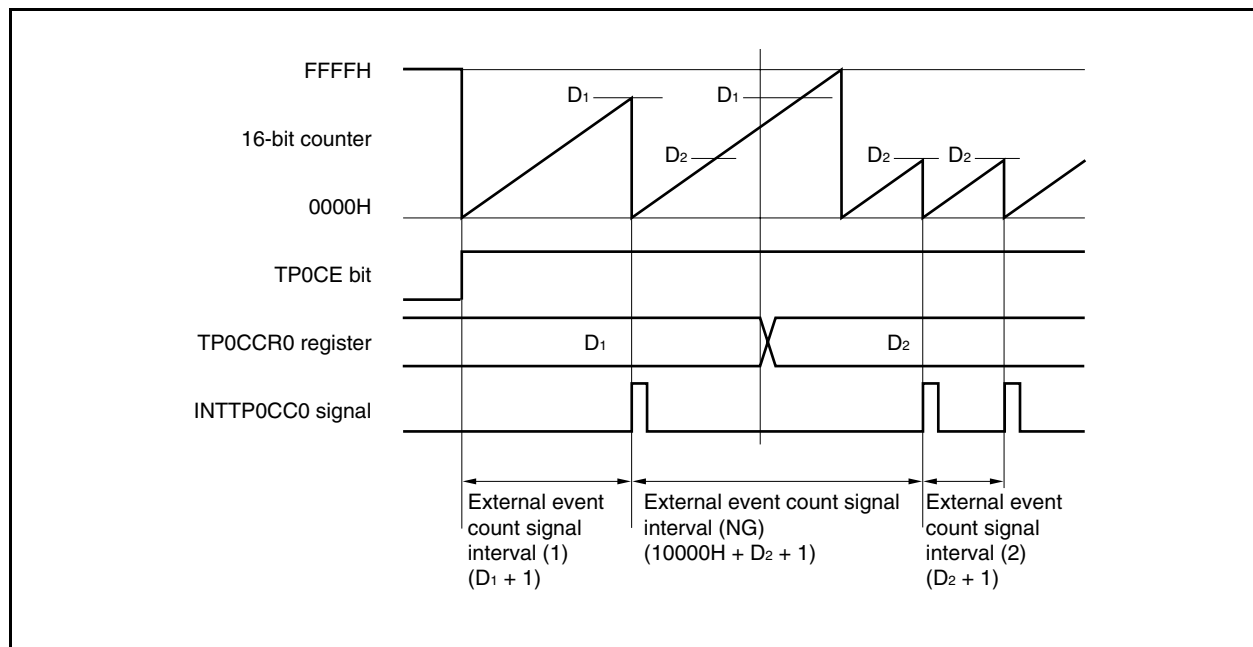 FFFFH
D1
D1
16-bit counter
D2
D2
D2
0000H
TP0CE bit
TP0CCR0 register
D1
D2
INTTP0CC0 signal
External event
count signal
interval (1)
(D1 + 1)
External event count signal
interval (NG)
(10000H + D2 + 1)
External event
count signal
interval (2)
(D2 + 1)